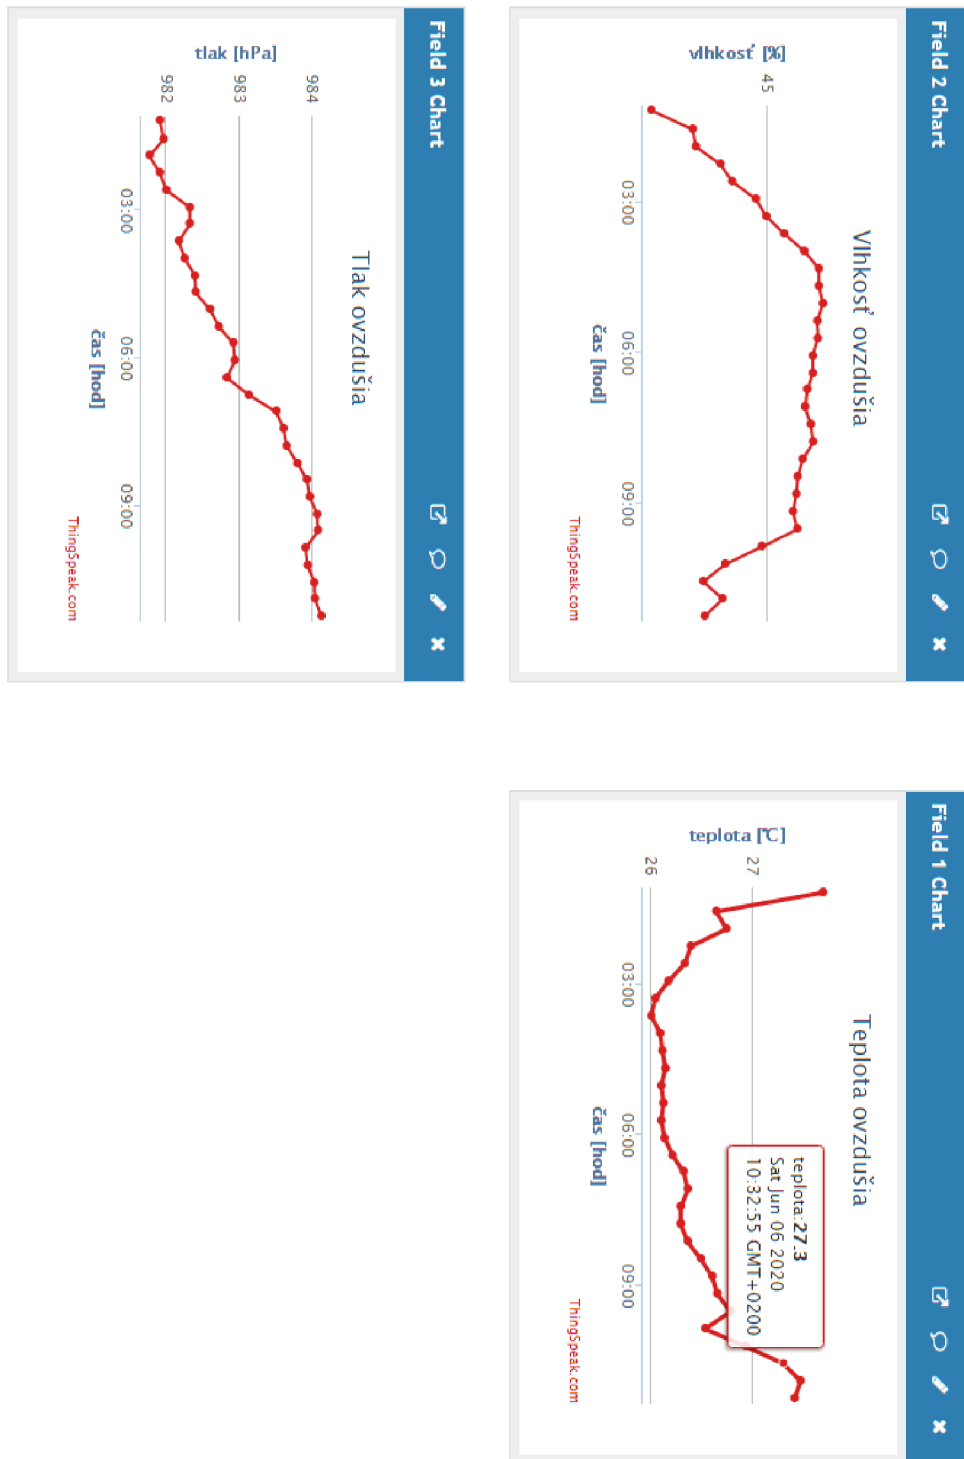 Field 1 Chart
Teplota ovzdušia
teplota [°C]
27
26
teplota: 27.3
Sat Jun 06 2020
10:32:55 GMT+0200
03:00
06:00
09:00
čas [hod]
ThingSpeak.com
Field 2 Chart
Vlhkosť ovzdušia
vlhkosť [%]
45
03:00
06:00
09:00
čas [hod]
ThingSpeak.com
Field 3 Chart
Tlak ovzdušia
tlak [hPa]
984
983
982
03:00
06:00
09:00
čas [hod]
ThingSpeak.com